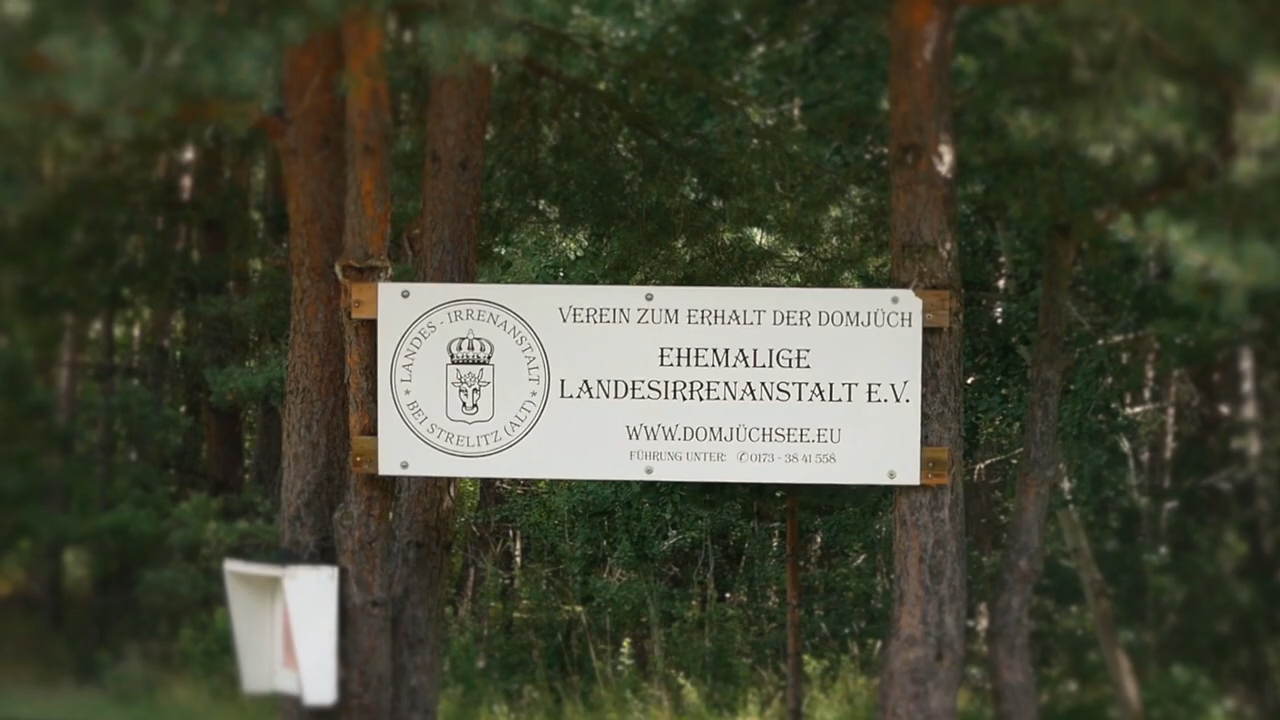 LANDES - IRRENANSTALT
* BEI STRELITZ (ALT) *
VEREIN ZUM ERHALT DER DOMJÜCH
EHEMALIGE
LANDESIRRENANSTALT E.V.
WWW.DOMJÜCHSEE.EU
FÜHRUNG UNTER: ✆0173 - 38 41 558